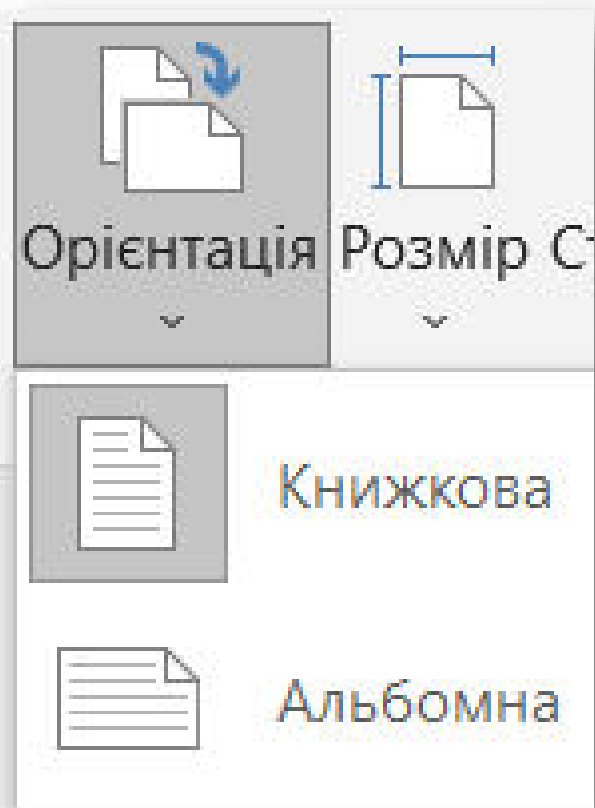 Орієнтація Розмір
Книжкова
Альбомна